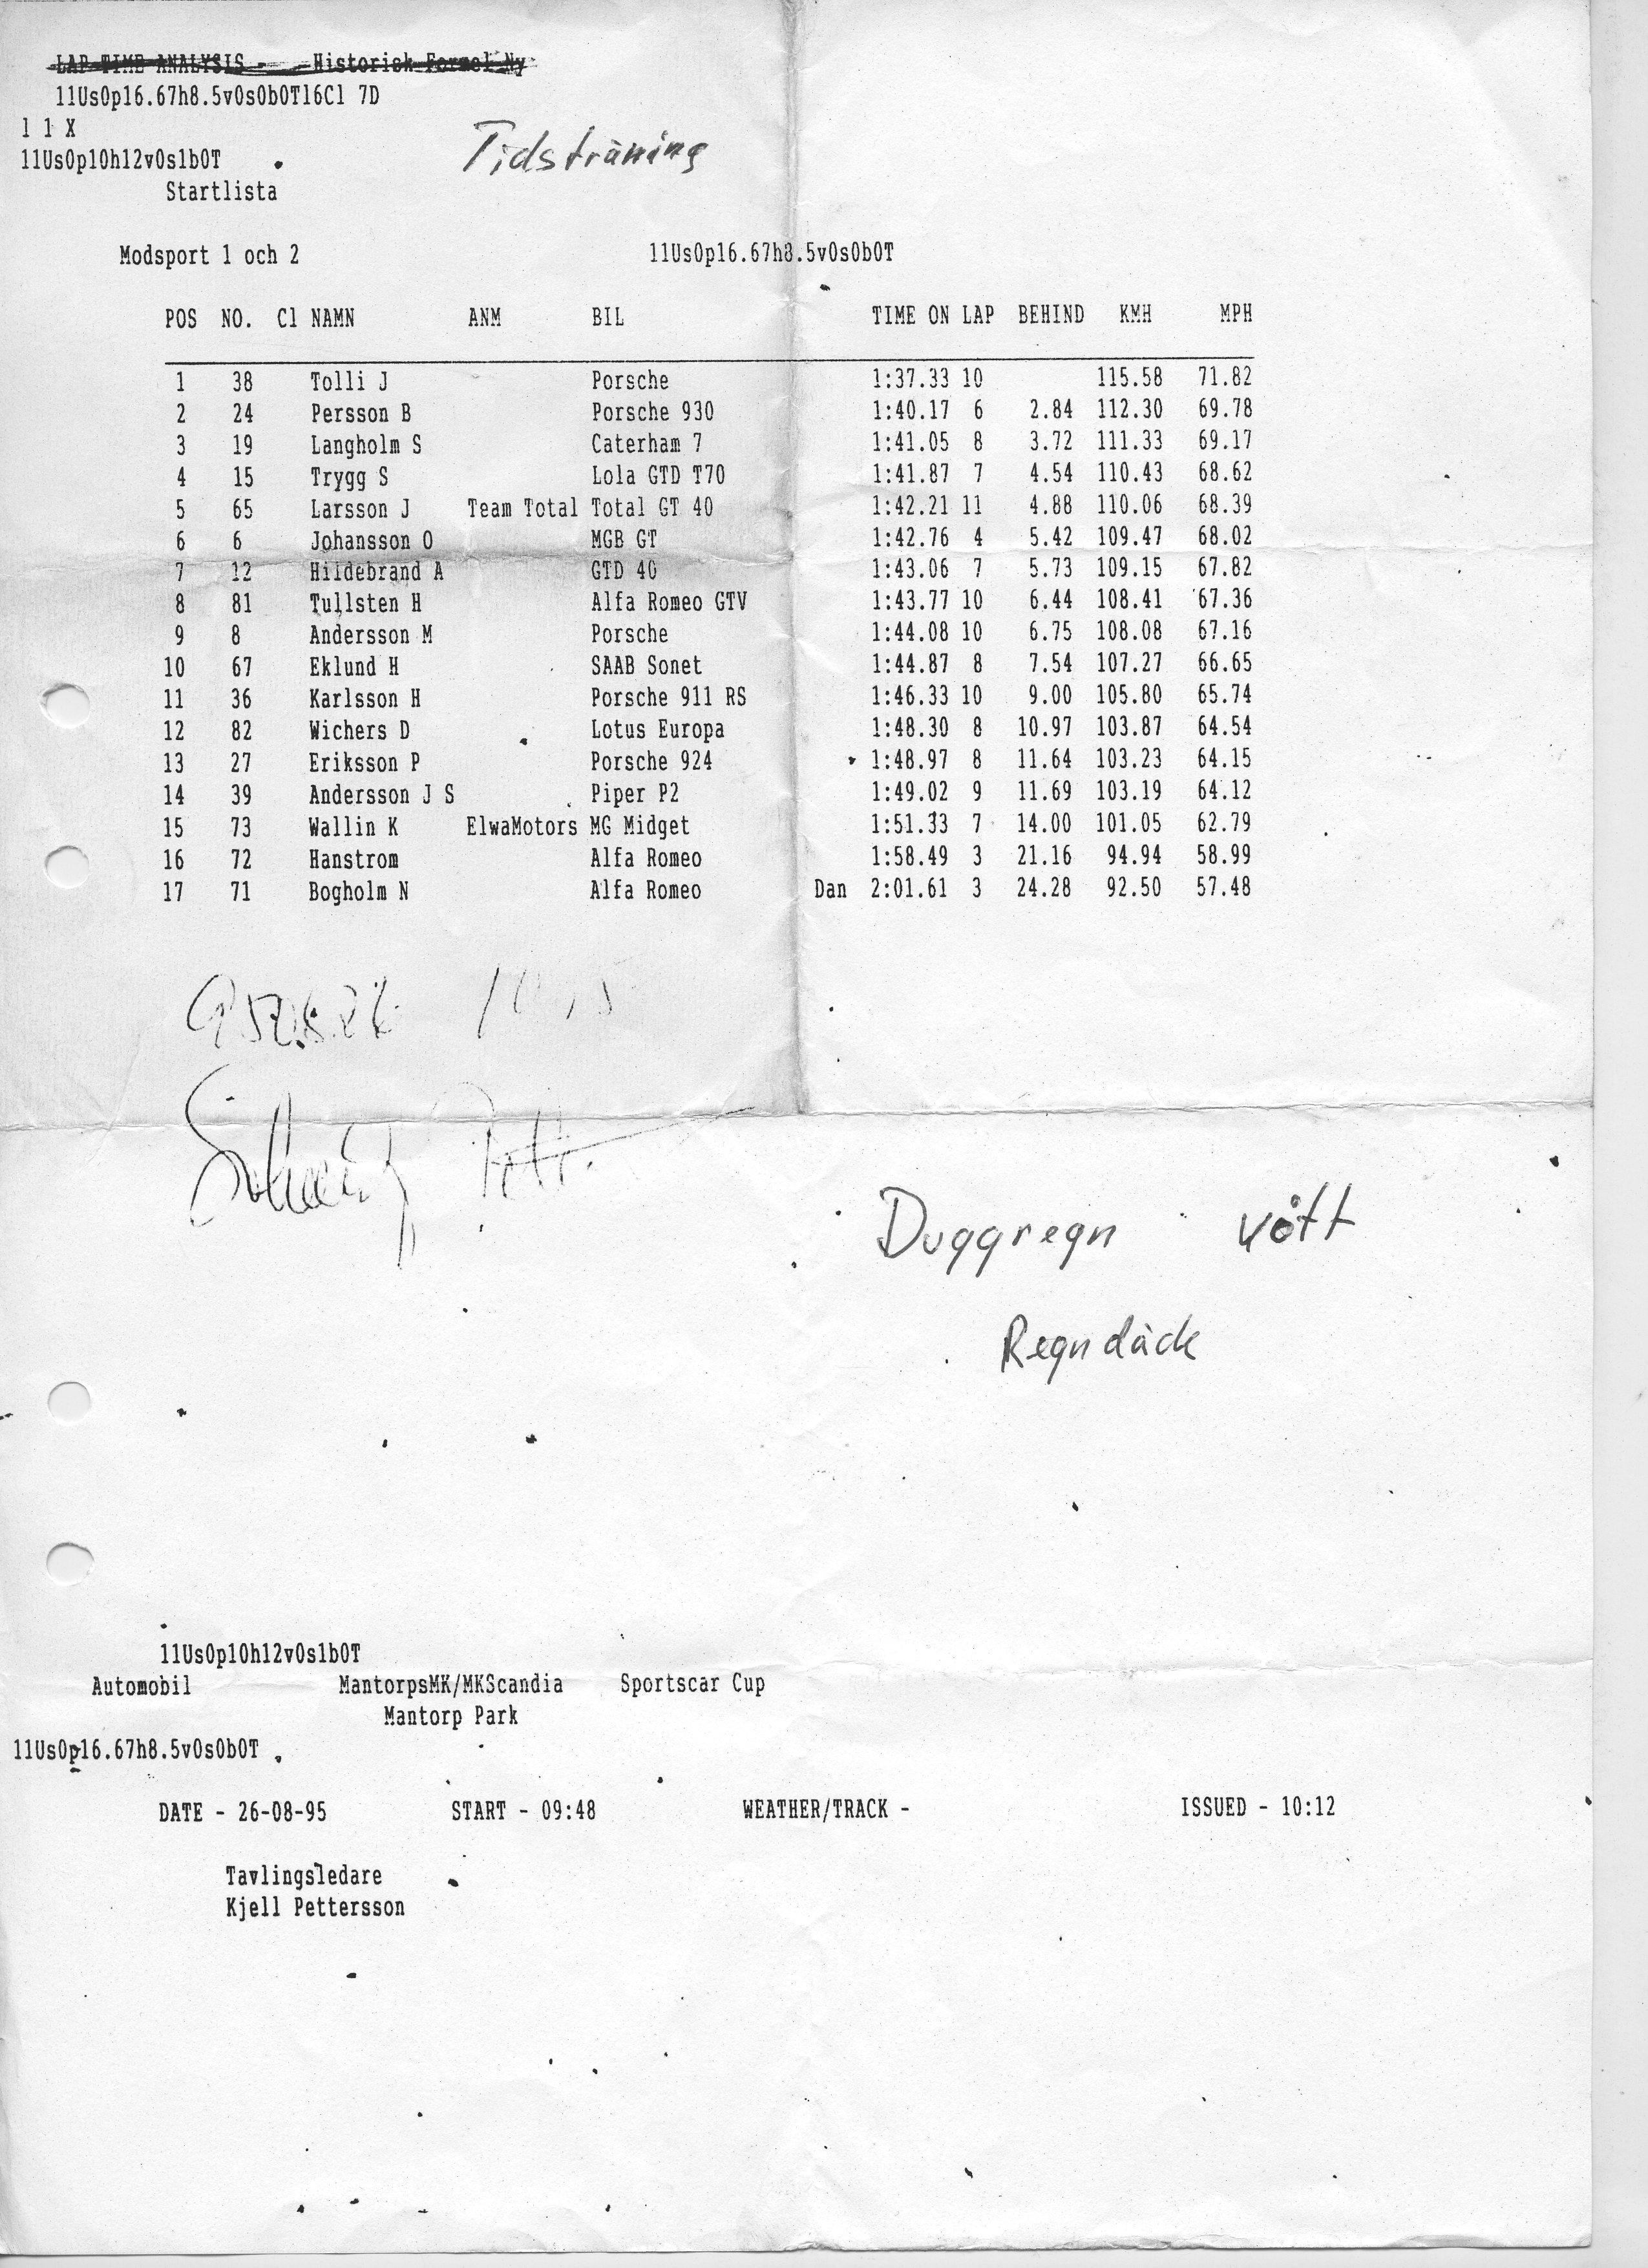 LAP TIME ANALYSIS - Historisk Formel Ny
11Us0p16.67h8.5v0s0b0T16C1 7D
1 1 X
11Us0p10h12v0s1b0T
Tidsträning
Startlista
Modsport 1 och 2 11Us0p16.67h8.5v0s0b0T
POS NO. Cl NAMN ANM BIL TIME ON LAP BEHIND KMH MPH
1 38 Tolli J Porsche 1:37.33 10 115.58 71.82
2 24 Persson B Porsche 930 1:40.17 6 2.84 112.30 69.78
3 19 Langholm S Caterham 7 1:41.05 8 3.72 111.33 69.17
4 15 Trygg S Lola GTD T70 1:41.87 7 4.54 110.43 68.62
5 65 Larsson J Team Total Total GT 40 1:42.21 11 4.88 110.06 68.39
6 6 Johansson O MGB GT 1:42.76 4 5.42 109.47 68.02
7 12 Hildebrand A GTD 40 1:43.06 7 5.73 109.15 67.82
8 81 Tullsten H Alfa Romeo GTV 1:43.77 10 6.44 108.41 67.36
9 8 Andersson M Porsche 1:44.08 10 6.75 108.08 67.16
10 67 Eklund H SAAB Sonet 1:44.87 8 7.54 107.27 66.65
11 36 Karlsson H Porsche 911 RS 1:46.33 10 9.00 105.80 65.74
12 82 Wichers D Lotus Europa 1:48.30 8 10.97 103.87 64.54
13 27 Eriksson P Porsche 924 1:48.97 8 11.64 103.23 64.15
14 39 Andersson J S Piper P2 1:49.02 9 11.69 103.19 64.12
15 73 Wallin K ElwaMotors MG Midget 1:51.33 7 14.00 101.05 62.79
16 72 Hanstrom Alfa Romeo 1:58.49 3 21.16 94.94 58.99
17 71 Bogholm N Alfa Romeo Dan 2:01.61 3 24.28 92.50 57.48
Duggregn vått
Regndäck
11Us0p10h12v0s1b0T
Automobil MantorpsMK/MKScandia Sportscar Cup
Mantorp Park
11Us0p16.67h8.5v0s0b0T
DATE - 26-08-95 START - 09:48 WEATHER/TRACK - ISSUED - 10:12
Tavlingsledare
Kjell Pettersson